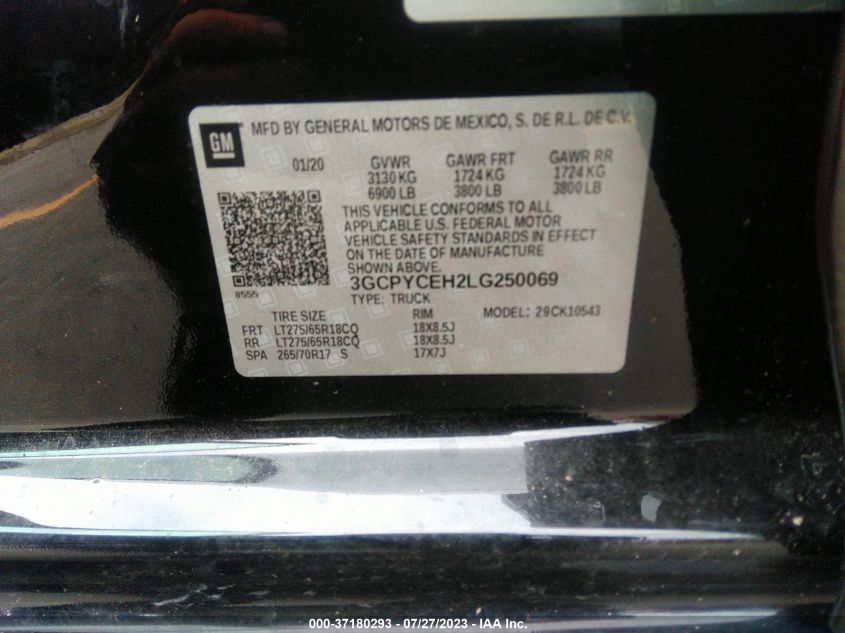 GM
MFD BY GENERAL MOTORS DE MEXICO, S. DE R.L. DE C.V.
01/20 GVWR GAWR FRT GAWR RR
3130 KG 1724 KG 1724 KG
6900 LB 3800 LB 3800 LB
THIS VEHICLE CONFORMS TO ALL
APPLICABLE U.S. FEDERAL MOTOR
VEHICLE SAFETY STANDARDS IN EFFECT
ON THE DATE OF MANUFACTURE
SHOWN ABOVE.
3GCPYCEH2LG250069
8555
TYPE: TRUCK
TIRE SIZE RIM MODEL: 29CK10543
FRT LT275/65R18CQ 18X8.5J
RR LT275/65R18CQ 18X8.5J
SPA 265/70R17 S 17X7J
000-37180293 / 07/27/2023 - IAA Inc.